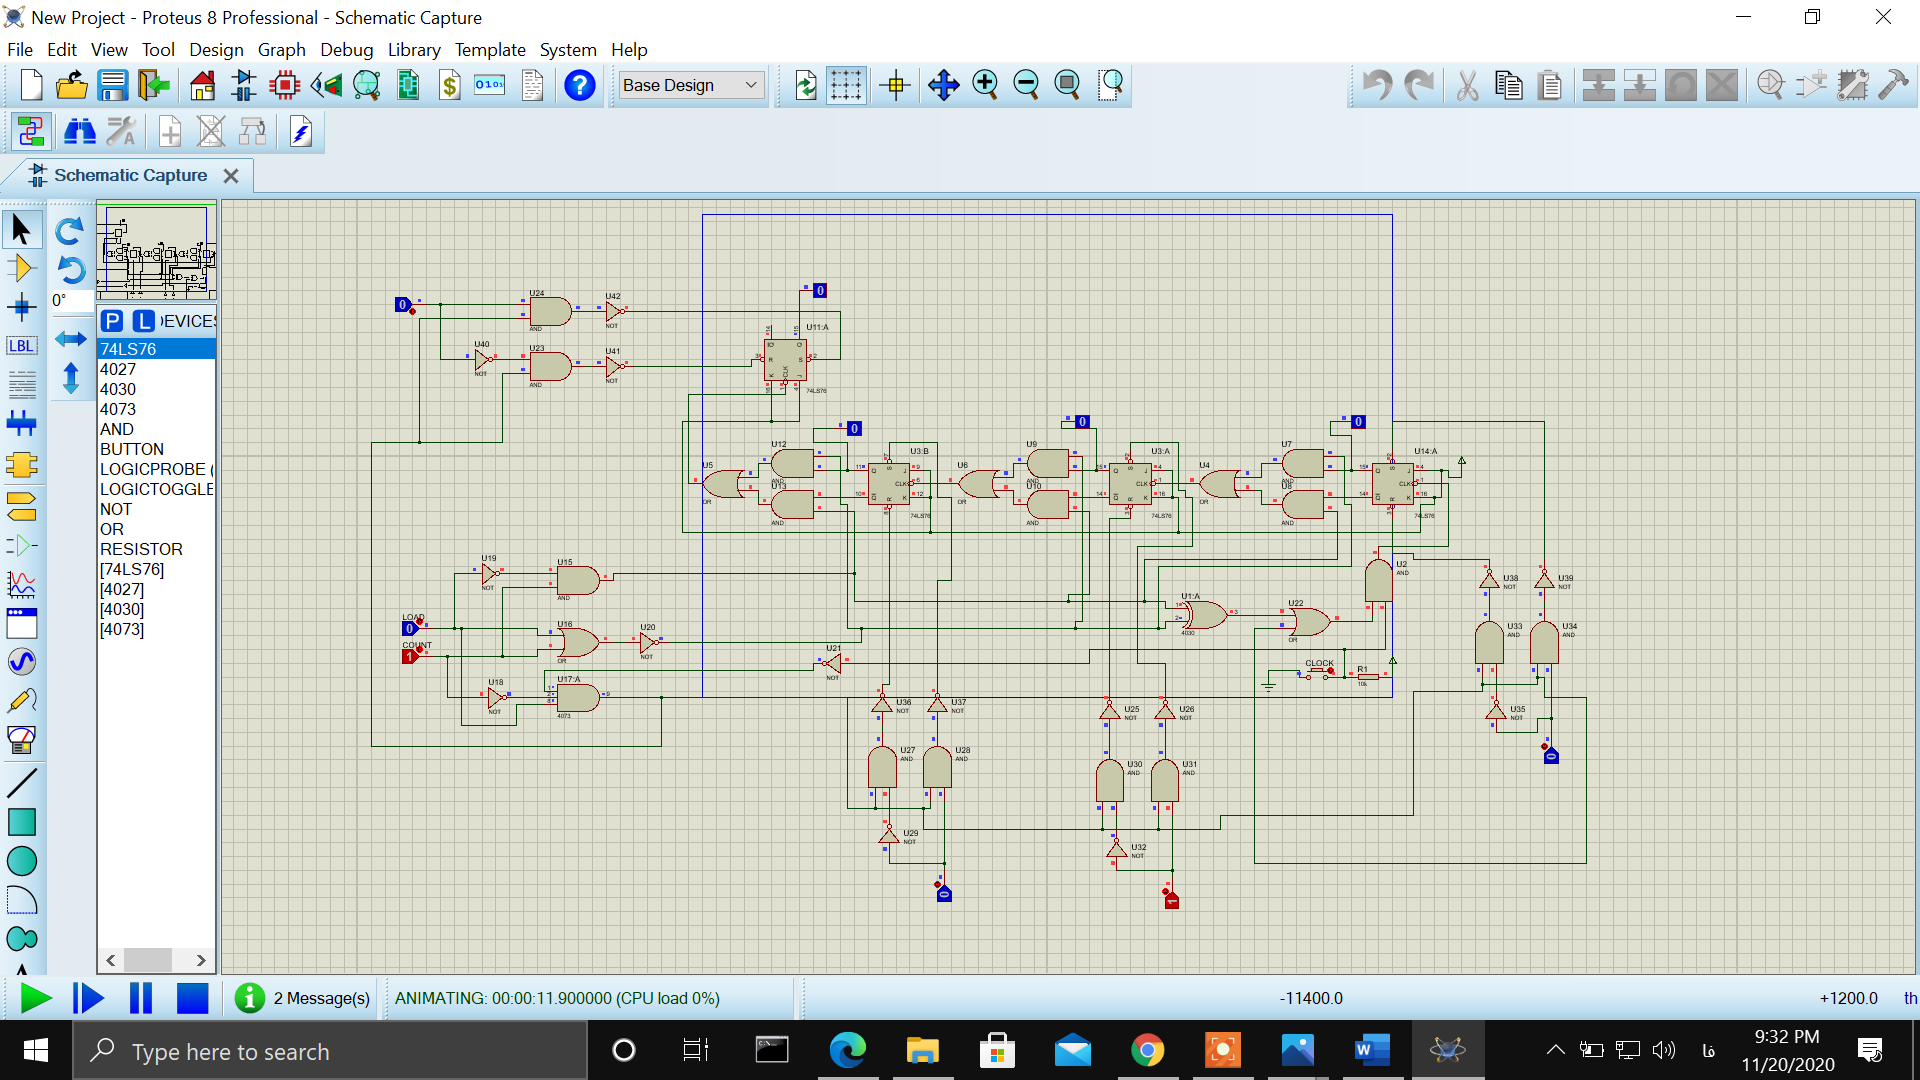 New Project - Proteus 8 Professional - Schematic Capture
File Edit View Tool Design Graph Debug Library Template System Help
Base Design
Schematic Capture
0°
LBL
P L DEVICES
74LS76
4027
4030
4073
AND
BUTTON
LOGICPROBE (
LOGICTOGGLE
NOT
OR
RESISTOR
[74LS76]
[4027]
[4030]
[4073]
0
U24
AND
U42
NOT
0
U11:A
74LS76
U40
NOT
U23
AND
U41
NOT
U5
OR
U12
AND
U13
AND
0
U3:B
74LS76
U6
OR
U9
AND
U10
AND
0
U3:A
74LS76
U4
OR
U7
AND
U8
AND
0
U14:A
74LS76
U19
NOT
U15
AND
LOAD
0
COUNT
1
U16
OR
U20
NOT
U18
NOT
U17:A
4073
U21
NOT
U1:A
4030
U22
OR
U2
AND
CLOCK
R1
10k
U38
NOT
U39
NOT
U33
AND
U34
AND
U35
NOT
0
U36
NOT
U37
NOT
U27
AND
U28
AND
U29
NOT
0
U25
NOT
U26
NOT
U30
AND
U31
AND
U32
NOT
1
2 Message(s)
ANIMATING: 00:00:11.900000 (CPU load 0%)
-11400.0
+1200.0
th
Type here to search
فا
9:32 PM
11/20/2020